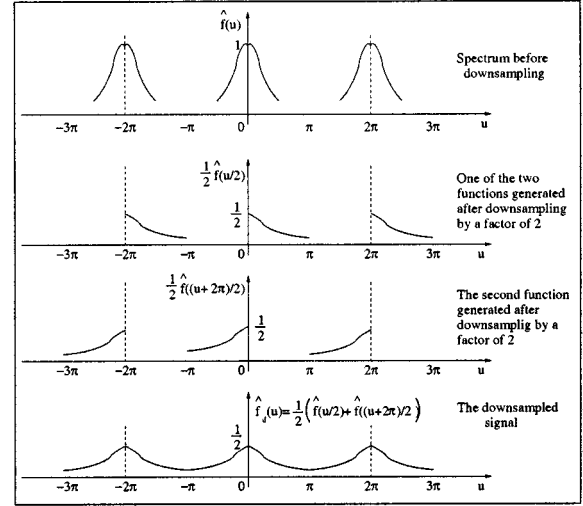 f̂(u)
1
Spectrum before
downsampling
−3π −2π −π 0 π 2π 3π u
1/2 f̂(u/2)
1/2
One of the two
functions generated
after downsampling
by a factor of 2
−3π −2π −π 0 π 2π 3π u
1/2 f̂((u+ 2π)/2)
1/2
The second function
generated after
downsamplig by a
factor of 2
−3π −2π −π 0 π 2π 3π u
f̂_d(u)= 1/2 ( f̂(u/2)+ f̂((u+2π)/2 )
1/2
The downsampled
signal
−3π −2π −π 0 π 2π 3π u